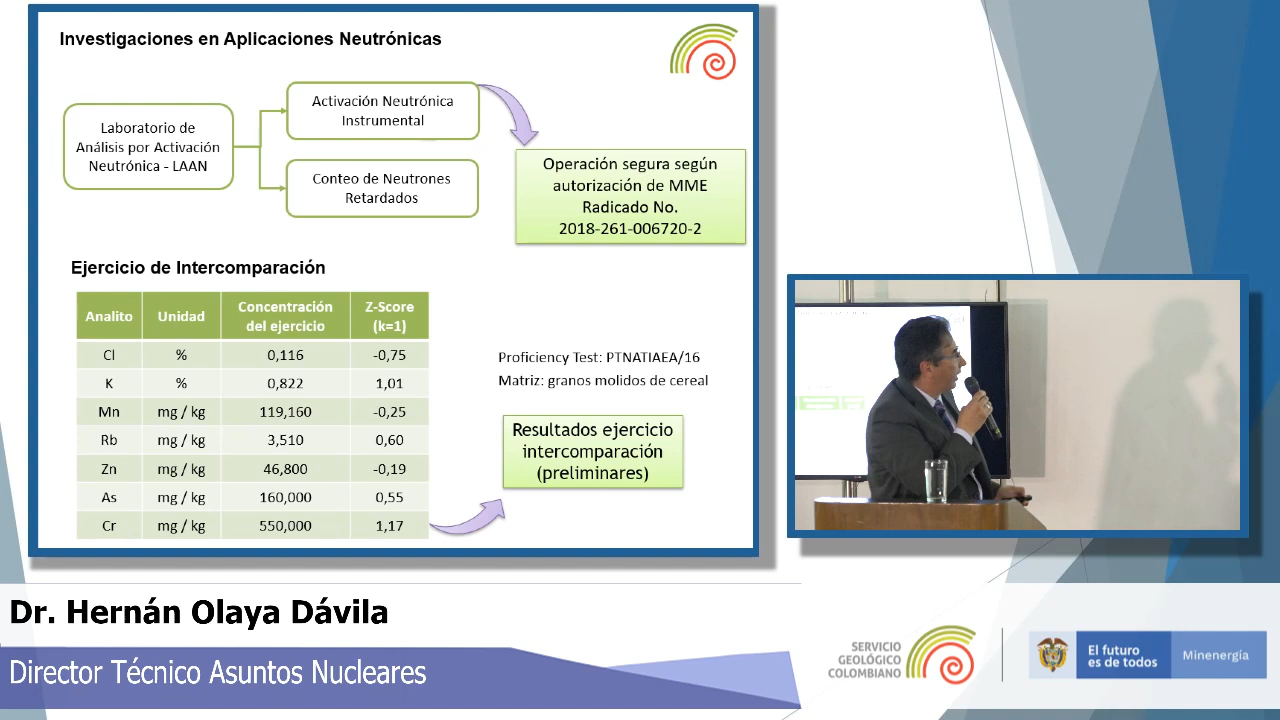 Investigaciones en Aplicaciones Neutrónicas
Laboratorio de
Análisis por Activación
Neutrónica - LAAN
Activación Neutrónica
Instrumental
Conteo de Neutrones
Retardados
Operación segura según
autorización de MME
Radicado No.
2018-261-006720-2
Ejercicio de Intercomparación
Analito Unidad Concentración del ejercicio Z-Score (k=1)
Cl % 0,116 -0,75
K % 0,822 1,01
Mn mg / kg 119,160 -0,25
Rb mg / kg 3,510 0,60
Zn mg / kg 46,800 -0,19
As mg / kg 160,000 0,55
Cr mg / kg 550,000 1,17
Proficiency Test: PTNATIAEA/16
Matriz: granos molidos de cereal
Resultados ejercicio
intercomparación
(preliminares)
Dr. Hernán Olaya Dávila
Director Técnico Asuntos Nucleares
SERVICIO
GEOLÓGICO
COLOMBIANO
El futuro
es de todos
Minenergía